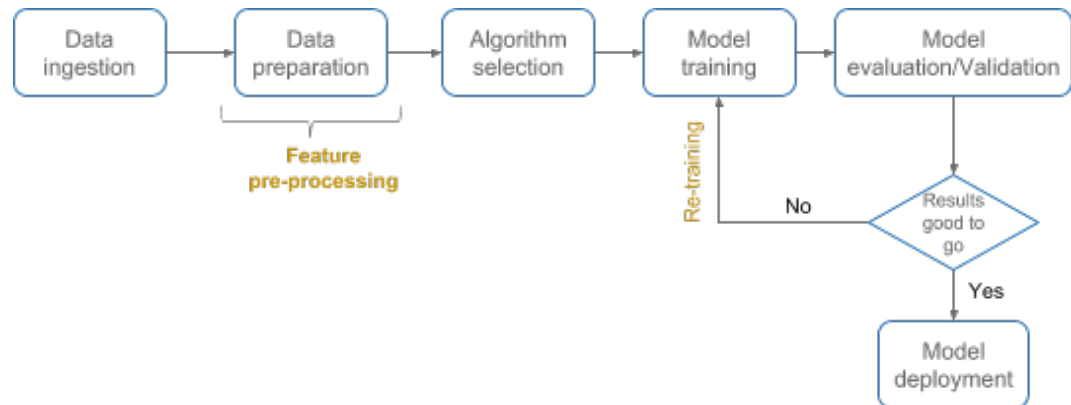 Data
ingestion
Data
preparation
Algorithm
selection
Model
training
Model
evaluation/Validation
Feature
pre-processing
Re-training
No
Results
good to
go
Yes
Model
deployment